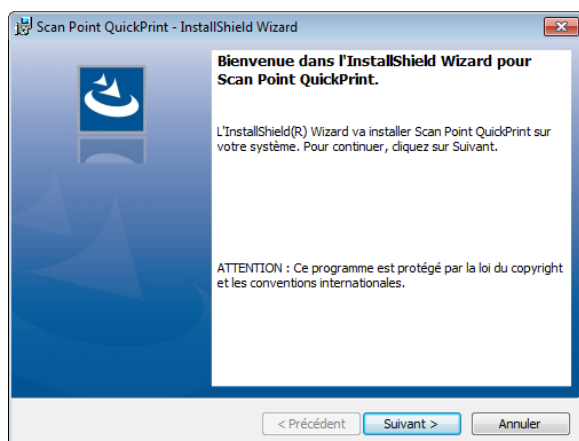 Scan Point QuickPrint - InstallShield Wizard
Bienvenue dans l'InstallShield Wizard pour
Scan Point QuickPrint.
L'InstallShield(R) Wizard va installer Scan Point QuickPrint sur
votre système. Pour continuer, cliquez sur Suivant.
ATTENTION : Ce programme est protégé par la loi du copyright
et les conventions internationales.
< Précédent Suivant > Annuler